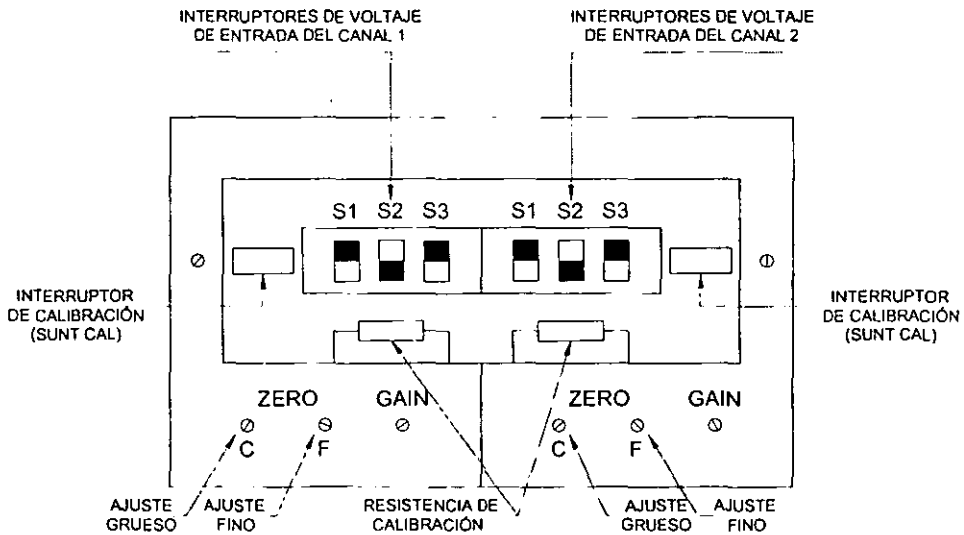 INTERRUPTORES DE VOLTAJE
DE ENTRADA DEL CANAL 1
INTERRUPTORES DE VOLTAJE
DE ENTRADA DEL CANAL 2
S1 S2 S3
S1 S2 S3
INTERRUPTOR
DE CALIBRACIÓN
(SUNT CAL)
INTERRUPTOR
DE CALIBRACIÓN
(SUNT CAL)
ZERO GAIN
ZERO GAIN
C F
C F
AJUSTE
GRUESO
AJUSTE
FINO
RESISTENCIA DE
CALIBRACIÓN
AJUSTE
GRUESO
AJUSTE
FINO